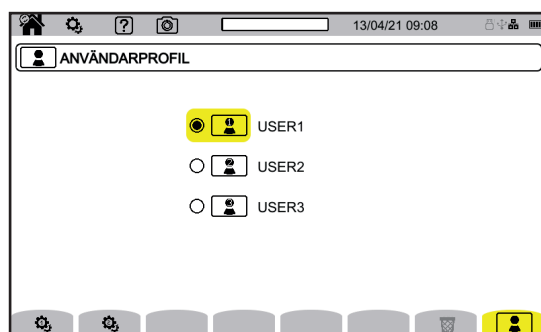 13/04/21 09:08
ANVÄNDARPROFIL
USER1
USER2
USER3